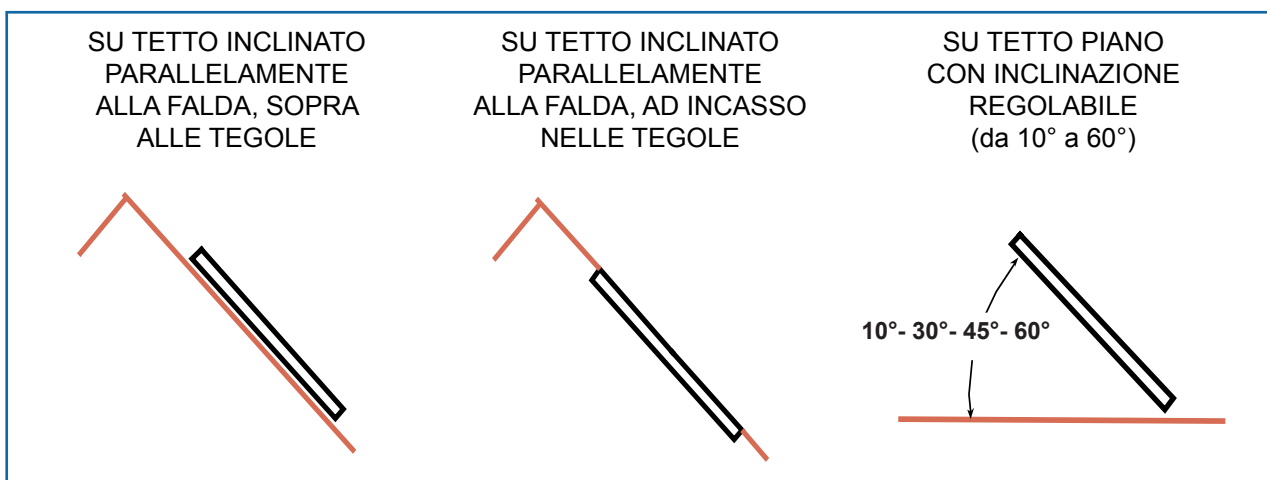 SU TETTO INCLINATO
PARALLELAMENTE
ALLA FALDA, SOPRA
ALLE TEGOLE
SU TETTO INCLINATO
PARALLELAMENTE
ALLA FALDA, AD INCASSO
NELLE TEGOLE
SU TETTO PIANO
CON INCLINAZIONE
REGOLABILE
(da 10° a 60°)
10°- 30°- 45°- 60°